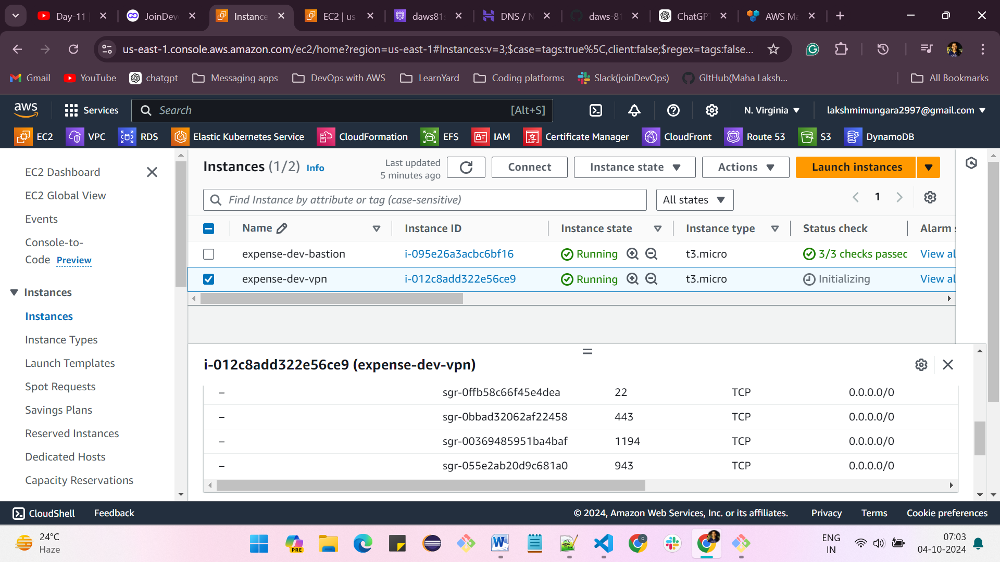 Day-11
JoinDev
Instance
EC2 | us
daws81s
DNS / N
daws-81
ChatGPT
AWS Ma
us-east-1.console.aws.amazon.com/ec2/home?region=us-east-1#Instances:v=3;$case=tags:true%5C,client:false;$regex=tags:false...
Gmail
YouTube
chatgpt
Messaging apps
DevOps with AWS
LearnYard
Coding platforms
Slack(joinDevOps)
GItHub(Maha Laksh...
All Bookmarks
aws
Services
Search
[Alt+S]
N. Virginia
lakshmimungara2997@gmail.com
EC2
VPC
RDS
Elastic Kubernetes Service
CloudFormation
EFS
IAM
Certificate Manager
CloudFront
Route 53
S3
DynamoDB
EC2 Dashboard
EC2 Global View
Events
Console-to-
Code Preview
Instances
Instances
Instance Types
Launch Templates
Spot Requests
Savings Plans
Reserved Instances
Dedicated Hosts
Capacity Reservations
Instances (1/2) Info
Last updated
5 minutes ago
Connect
Instance state
Actions
Launch instances
Find Instance by attribute or tag (case-sensitive)
All states
1
Name Instance ID Instance state Instance type Status check Alarm s
expense-dev-bastion i-095e26a3acbc6bf16 Running t3.micro 3/3 checks passed View al
expense-dev-vpn i-012c8add322e56ce9 Running t3.micro Initializing View al
i-012c8add322e56ce9 (expense-dev-vpn)
– sgr-0ffb58c66f45e4dea 22 TCP 0.0.0.0/0
– sgr-0bbad32062af22458 443 TCP 0.0.0.0/0
– sgr-00369485951ba4baf 1194 TCP 0.0.0.0/0
– sgr-055e2ab20d9c681a0 943 TCP 0.0.0.0/0
CloudShell
Feedback
© 2024, Amazon Web Services, Inc. or its affiliates.
Privacy
Terms
Cookie preferences
24°C
Haze
PRE
ENG
IN
07:03
04-10-2024